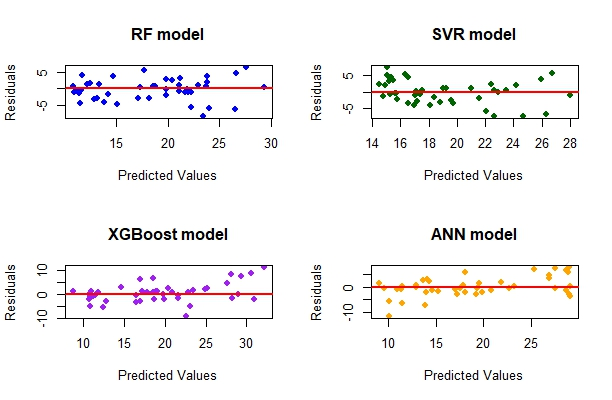 RF model
Residuals
5
-5
15 20 25 30
Predicted Values
SVR model
Residuals
5
-5
14 16 18 20 22 24 26 28
Predicted Values
XGBoost model
Residuals
10
0
-10
10 15 20 25 30
Predicted Values
ANN model
Residuals
0
-10
10 15 20 25
Predicted Values